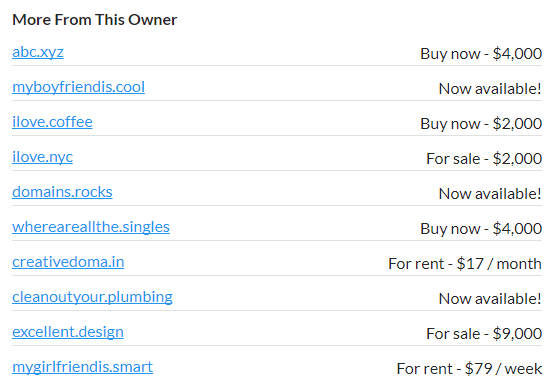 More From This Owner
abc.xyz Buy now - $4,000
myboyfriendis.cool Now available!
ilove.coffee Buy now - $2,000
ilove.nyc For sale - $2,000
domains.rocks Now available!
whereareallthe.singles Buy now - $4,000
creativedoma.in For rent - $17 / month
cleanoutyour.plumbing Now available!
excellent.design For sale - $9,000
mygirlfriendis.smart For rent - $79 / week